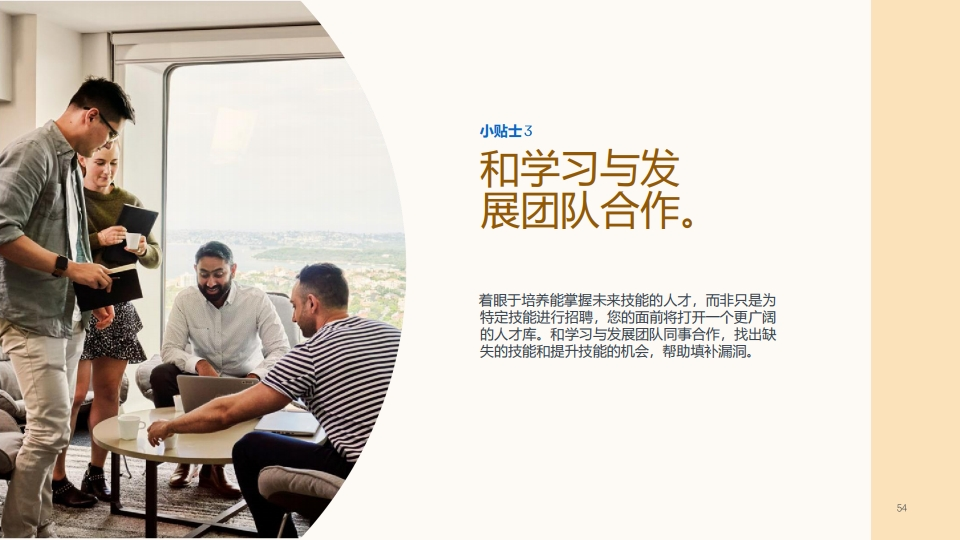 小贴士3
和学习与发
展团队合作。
着眼于培养能掌握未来技能的人才，而非只是为
特定技能进行招聘，您的面前将打开一个更广阔
的人才库。和学习与发展团队同事合作，找出缺
失的技能和提升技能的机会，帮助填补漏洞。
54